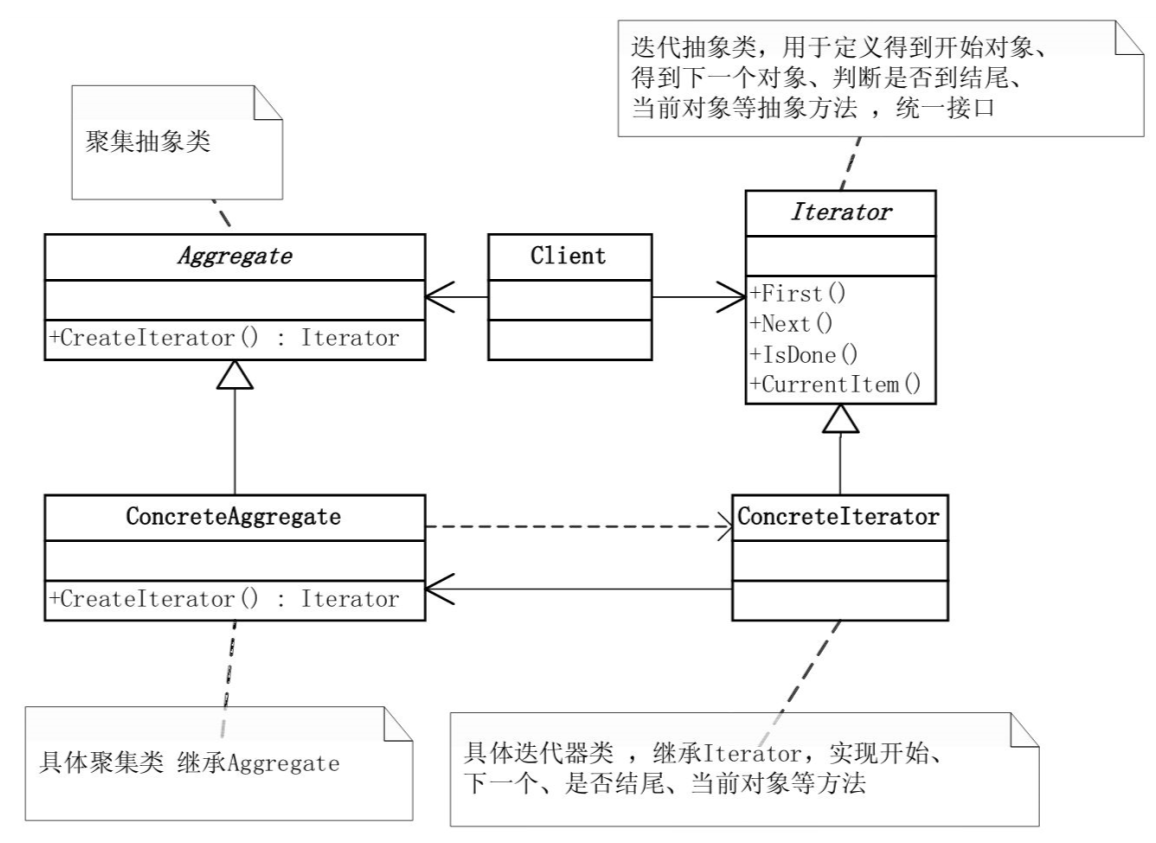 迭代抽象类，用于定义得到开始对象、
得到下一个对象、判断是否到结尾、
当前对象等抽象方法 ，统一接口
聚集抽象类
Iterator
+First()
+Next()
+IsDone()
+CurrentItem()
Aggregate
+CreateIterator() : Iterator
Client
ConcreteAggregate
+CreateIterator() : Iterator
ConcreteIterator
具体聚集类 继承Aggregate
具体迭代器类 ，继承Iterator，实现开始、
下一个、是否结尾、当前对象等方法